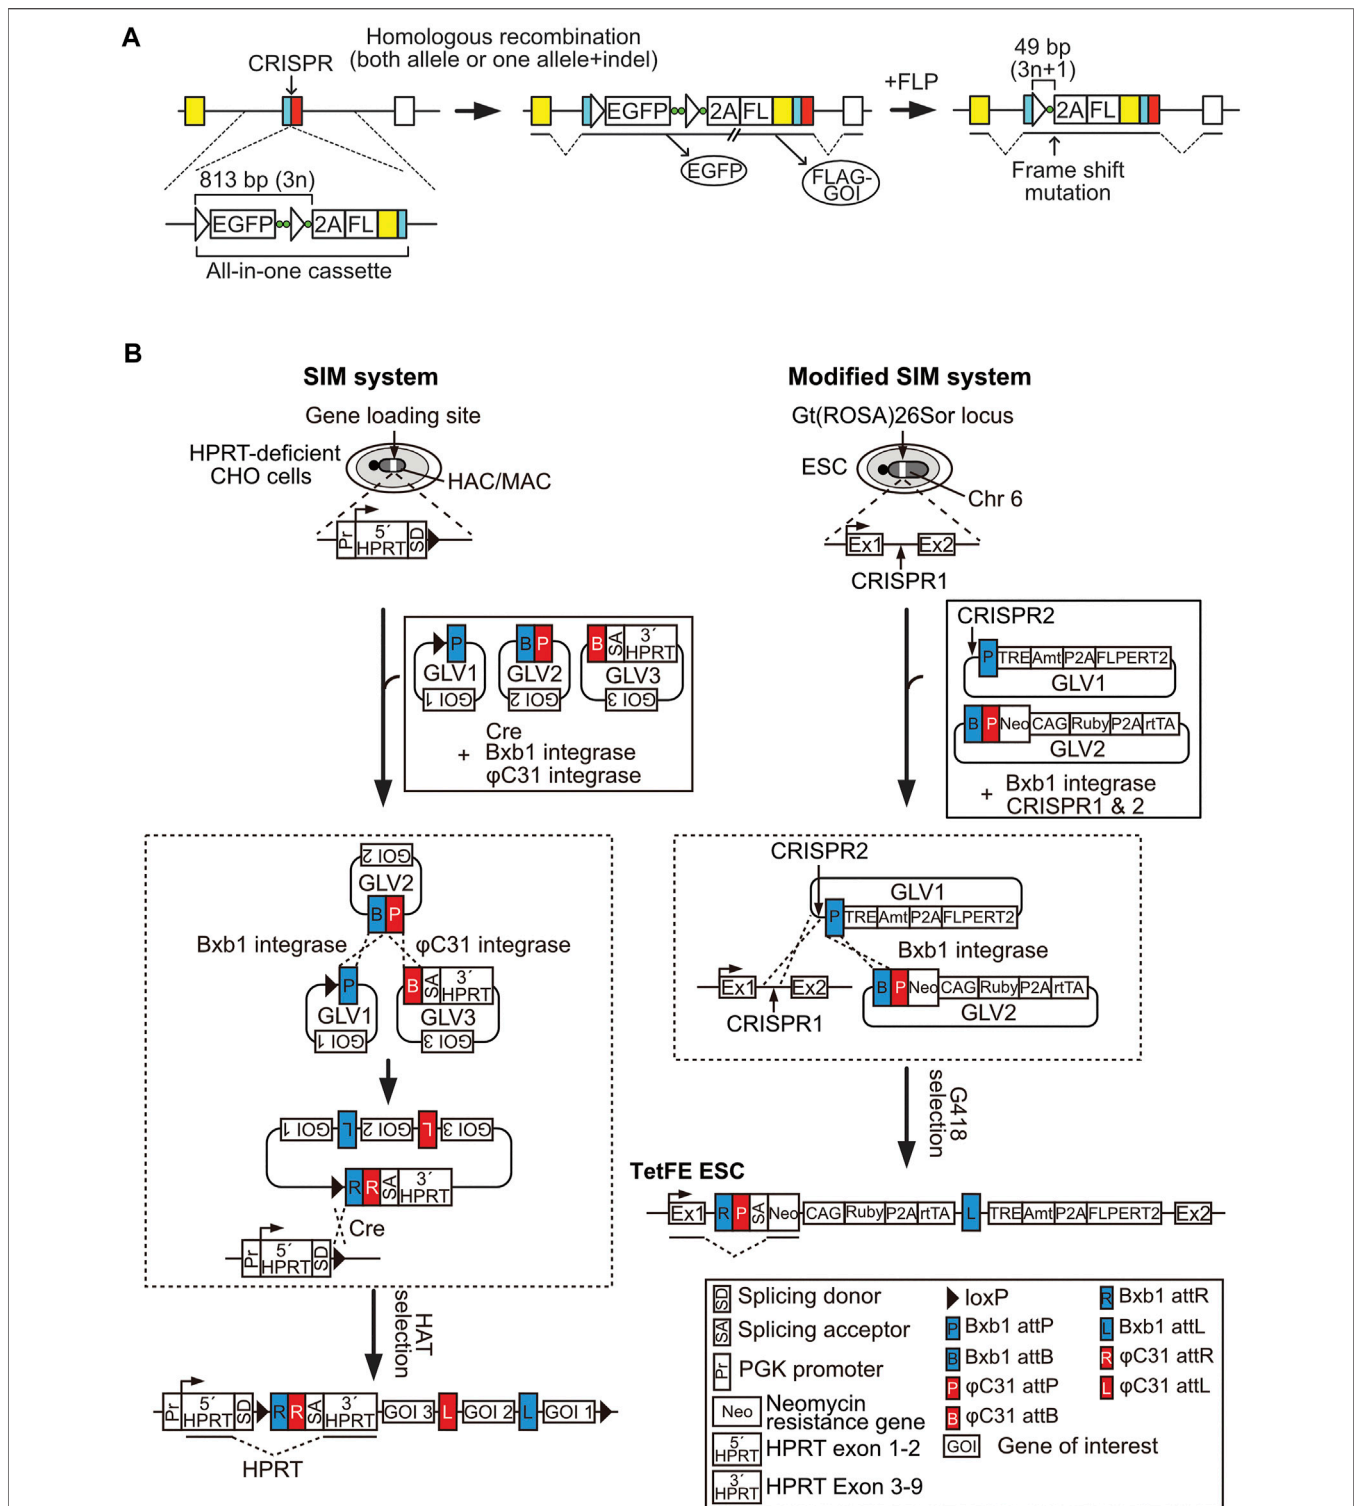 A
Homologous recombination
(both allele or one allele+indel)
CRISPR
49 bp
(3n+1)
+FLP
EGFP
2A
FL
2A
FL
EGFP
FLAG-
GOI
Frame shift
mutation
813 bp (3n)
EGFP
2A
FL
All-in-one cassette
B
SIM system
Gene loading site
HPRT-deficient
CHO cells
HAC/MAC
Pr
5´
HPRT
SD
P
GLV1
GOI 1
B
P
GLV2
GOI 2
B
SA
3´
HPRT
GLV3
GOI 3
+
Cre
Bxb1 integrase
φC31 integrase
GOI 2
GLV2
B
P
Bxb1 integrase
φC31 integrase
P
GLV1
GOI 1
B
SA
3´
HPRT
GLV3
GOI 3
GOI 1
L
GOI 2
L
GOI 3
R
R
SA
3´
HPRT
Cre
Pr
5´
HPRT
SD
HAT
selection
Pr
5´
HPRT
SD
R
R
SA
3´
HPRT
GOI 3
L
GOI 2
L
GOI 1
HPRT
Modified SIM system
Gt(ROSA)26Sor locus
ESC
Chr 6
Ex1
Ex2
CRISPR1
CRISPR2
P
TRE
Amt
P2A
FLPERT2
GLV1
B
P
Neo
CAG
Ruby
P2A
rtTA
GLV2
+
Bxb1 integrase
CRISPR1 & 2
CRISPR2
GLV1
P
TRE
Amt
P2A
FLPERT2
Bxb1 integrase
Ex1
Ex2
CRISPR1
B
P
Neo
CAG
Ruby
P2A
rtTA
GLV2
G418
selection
TetFE ESC
Ex1
R
P
SA
Neo
CAG
Ruby
P2A
rtTA
L
TRE
Amt
P2A
FLPERT2
Ex2
SD
Splicing donor
SA
Splicing acceptor
Pr
PGK promoter
Neo
Neomycin
resistance gene
5´
HPRT
HPRT exon 1-2
3´
HPRT
HPRT Exon 3-9
loxP
P
Bxb1 attP
B
Bxb1 attB
P
φC31 attP
B
φC31 attB
GOI
Gene of interest
R
Bxb1 attR
L
Bxb1 attL
R
φC31 attR
L
φC31 attL